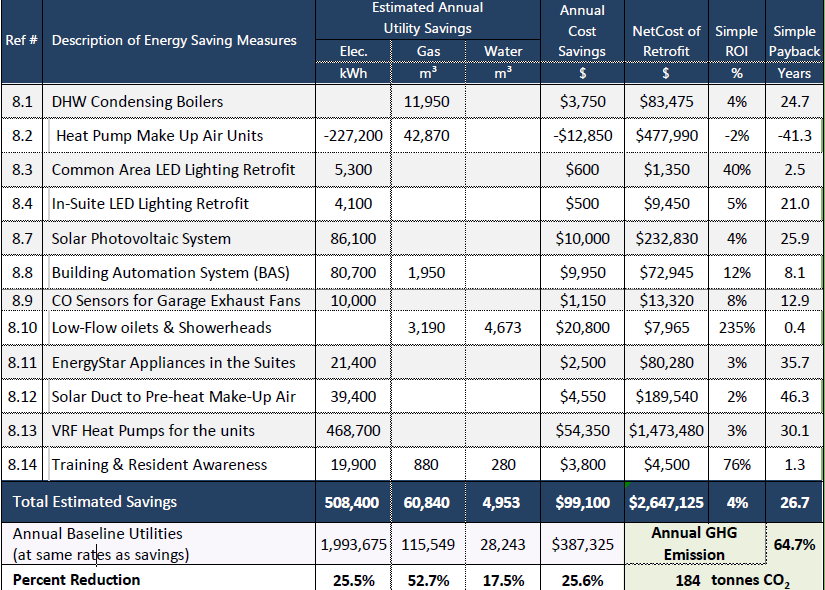 Ref # Description of Energy Saving Measures Estimated Annual Utility Savings Annual Cost Savings NetCost of Retrofit Simple ROI Simple Payback
Elec. Gas Water
kWh m³ m³ $ $ % Years
8.1 DHW Condensing Boilers 11,950 $3,750 $83,475 4% 24.7
8.2 Heat Pump Make Up Air Units -227,200 42,870 -$12,850 $477,990 -2% -41.3
8.3 Common Area LED Lighting Retrofit 5,300 $600 $1,350 40% 2.5
8.4 In-Suite LED Lighting Retrofit 4,100 $500 $9,450 5% 21.0
8.7 Solar Photovoltaic System 86,100 $10,000 $232,830 4% 25.9
8.8 Building Automation System (BAS) 80,700 1,950 $9,950 $72,945 12% 8.1
8.9 CO Sensors for Garage Exhaust Fans 10,000 $1,150 $13,320 8% 12.9
8.10 Low-Flow oilets & Showerheads 3,190 4,673 $20,800 $7,965 235% 0.4
8.11 EnergyStar Appliances in the Suites 21,400 $2,500 $80,280 3% 35.7
8.12 Solar Duct to Pre-heat Make-Up Air 39,400 $4,550 $189,540 2% 46.3
8.13 VRF Heat Pumps for the units 468,700 $54,350 $1,473,480 3% 30.1
8.14 Training & Resident Awareness 19,900 880 280 $3,800 $4,500 76% 1.3
Total Estimated Savings 508,400 60,840 4,953 $99,100 $2,647,125 4% 26.7
Annual Baseline Utilities
(at same rates as savings) 1,993,675 115,549 28,243 $387,325 Annual GHG Emission 64.7%
Percent Reduction 25.5% 52.7% 17.5% 25.6% 184 tonnes CO₂